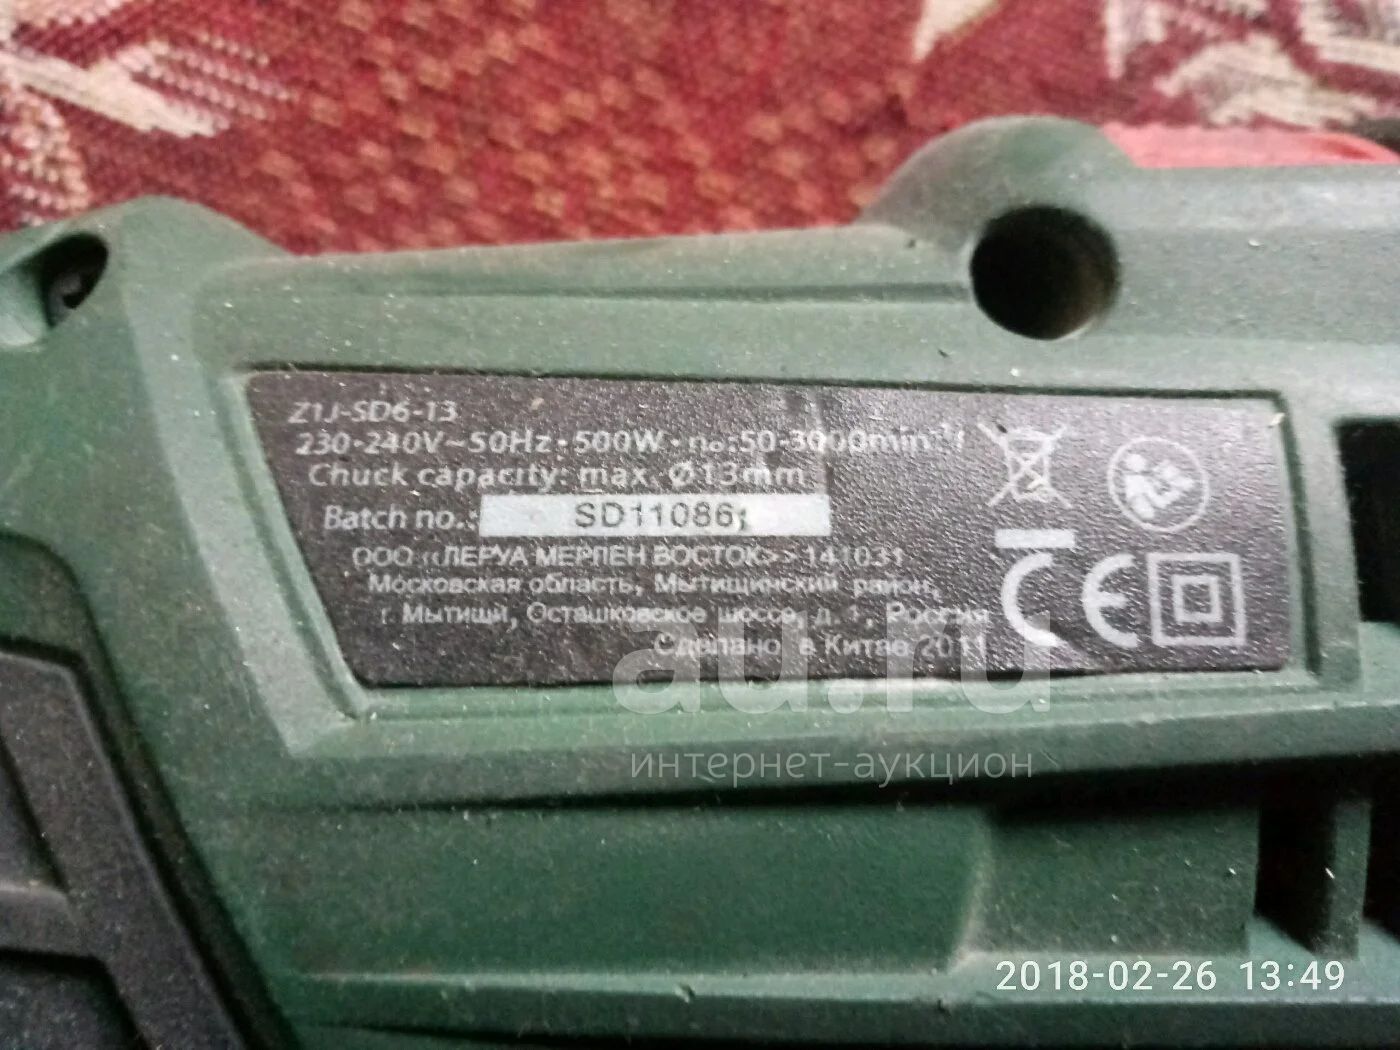 Z1J-SD6-13
230-240V~50Hz·500W·n₀:50-3000min⁻¹
Chuck capacity: max. Ø13mm
Batch no.: SD11086
ООО <<ЛЕРУА МЕРЛЕН ВОСТОК>> 141031
Московская область, Мытищинский район,
г. Мытищи, Осташковское шоссе, д. 1, Россия
Сделано в Китае 2011
CE
au.ru
интернет-аукцион
2018-02-26 13:49